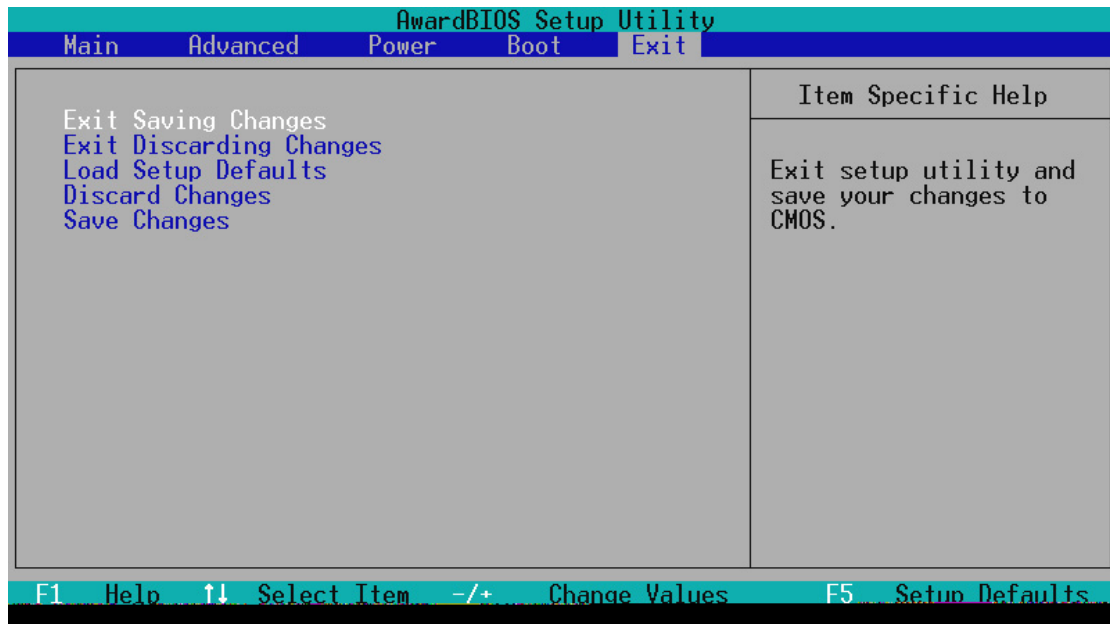 AwardBIOS Setup Utility
Main Advanced Power Boot Exit
Item Specific Help
Exit Saving Changes
Exit Discarding Changes
Load Setup Defaults
Discard Changes
Save Changes
Exit setup utility and
save your changes to
CMOS.
F1 Help ↑↓ Select Item -/+ Change Values F5 Setup Defaults